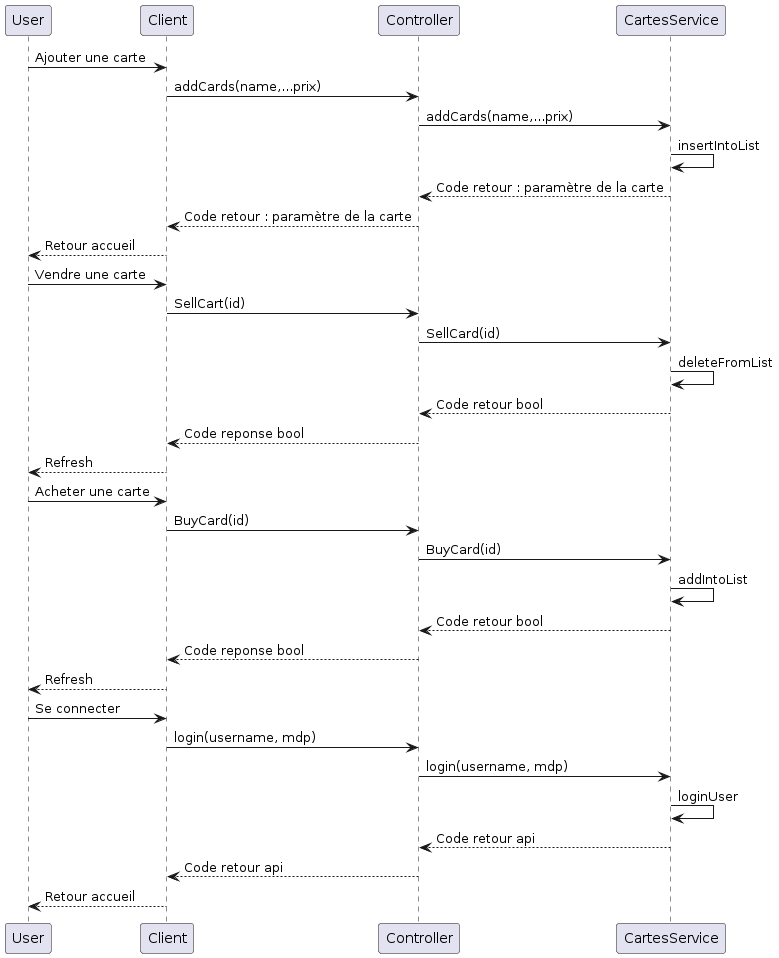 User Client Controller CartesService
Ajouter une carte
addCards(name,...prix)
addCards(name,...prix)
insertIntoList
Code retour : paramètre de la carte
Code retour : paramètre de la carte
Retour accueil
Vendre une carte
SellCart(id)
SellCard(id)
deleteFromList
Code retour bool
Code reponse bool
Refresh
Acheter une carte
BuyCard(id)
BuyCard(id)
addIntoList
Code retour bool
Code reponse bool
Refresh
Se connecter
login(username, mdp)
login(username, mdp)
loginUser
Code retour api
Code retour api
Retour accueil
User Client Controller CartesService